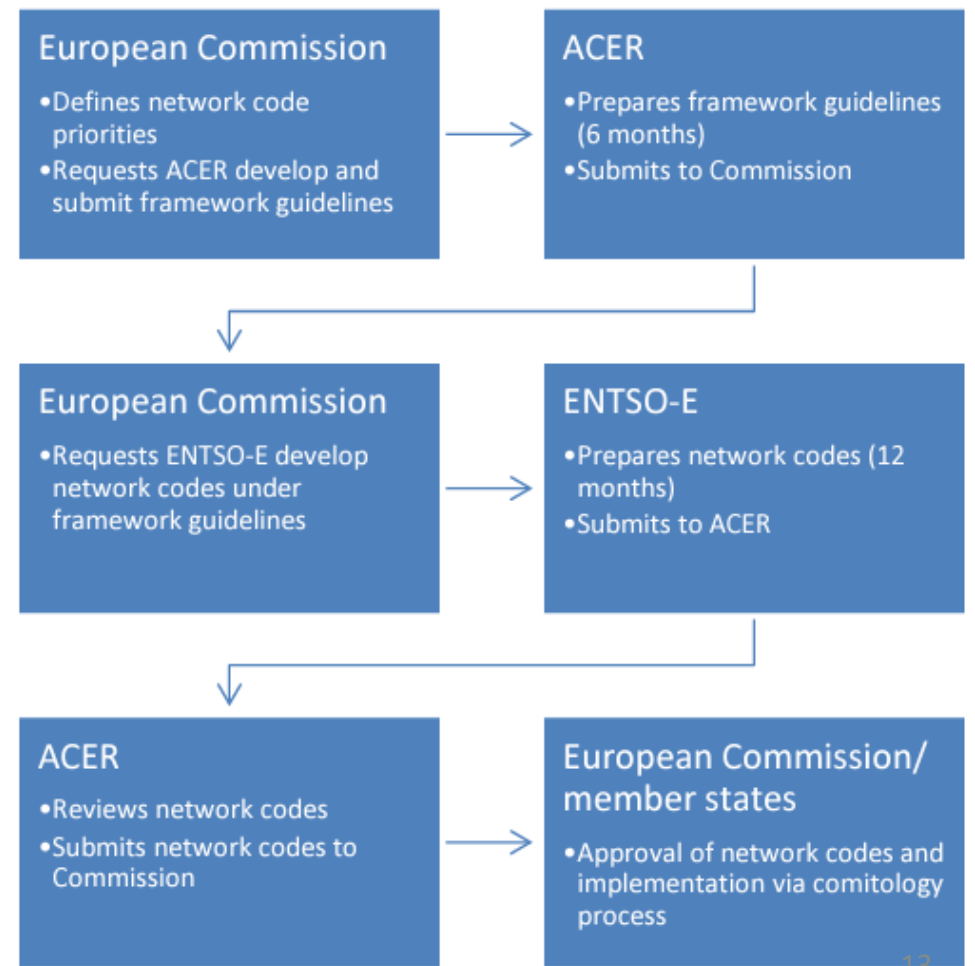 European Commission
•Defines network code
priorities
•Requests ACER develop and
submit framework guidelines
ACER
•Prepares framework guidelines
(6 months)
•Submits to Commission
European Commission
•Requests ENTSO-E develop
network codes under
framework guidelines
ENTSO-E
•Prepares network codes (12
months)
•Submits to ACER
ACER
•Reviews network codes
•Submits network codes to
Commission
European Commission/
member states
•Approval of network codes and
implementation via comitology
process
13